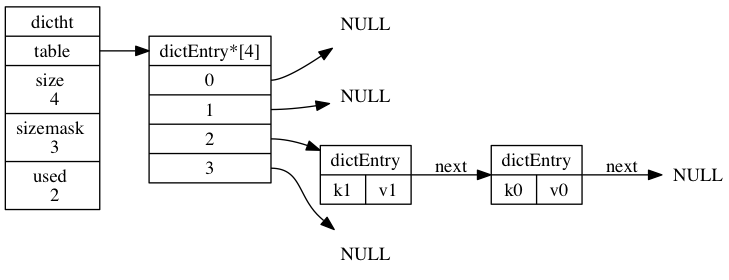 dictht
table
size
4
sizemask
3
used
2
dictEntry*[4]
0
1
2
3
NULL
NULL
dictEntry
k1 v1
next
dictEntry
k0 v0
next
NULL
NULL